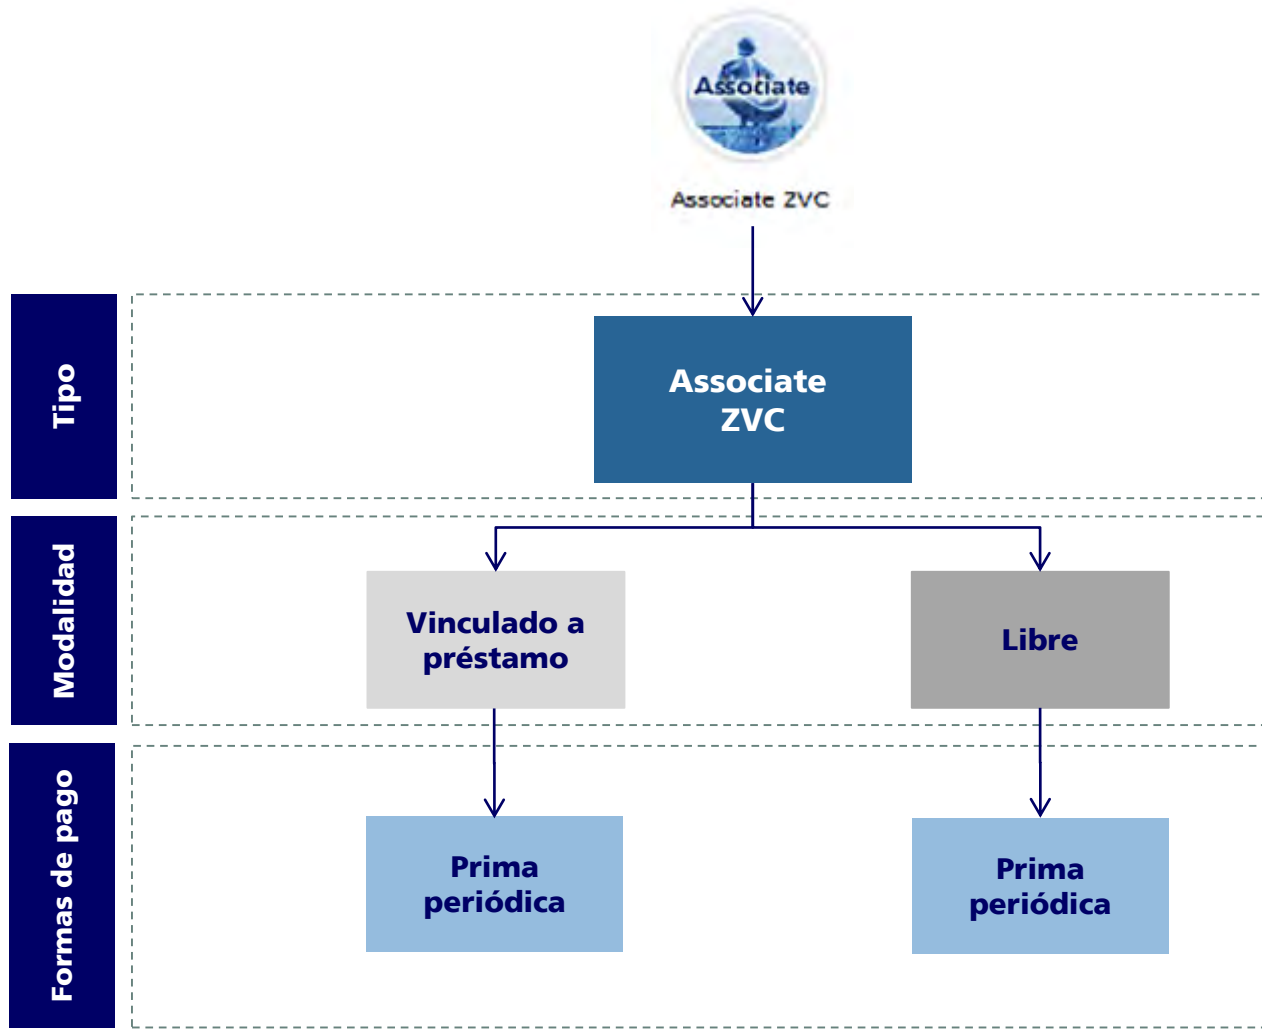 Associate
Associate ZVC
Tipo
Associate
ZVC
Modalidad
Vinculado a
préstamo
Libre
Formas de pago
Prima
periódica
Prima
periódica